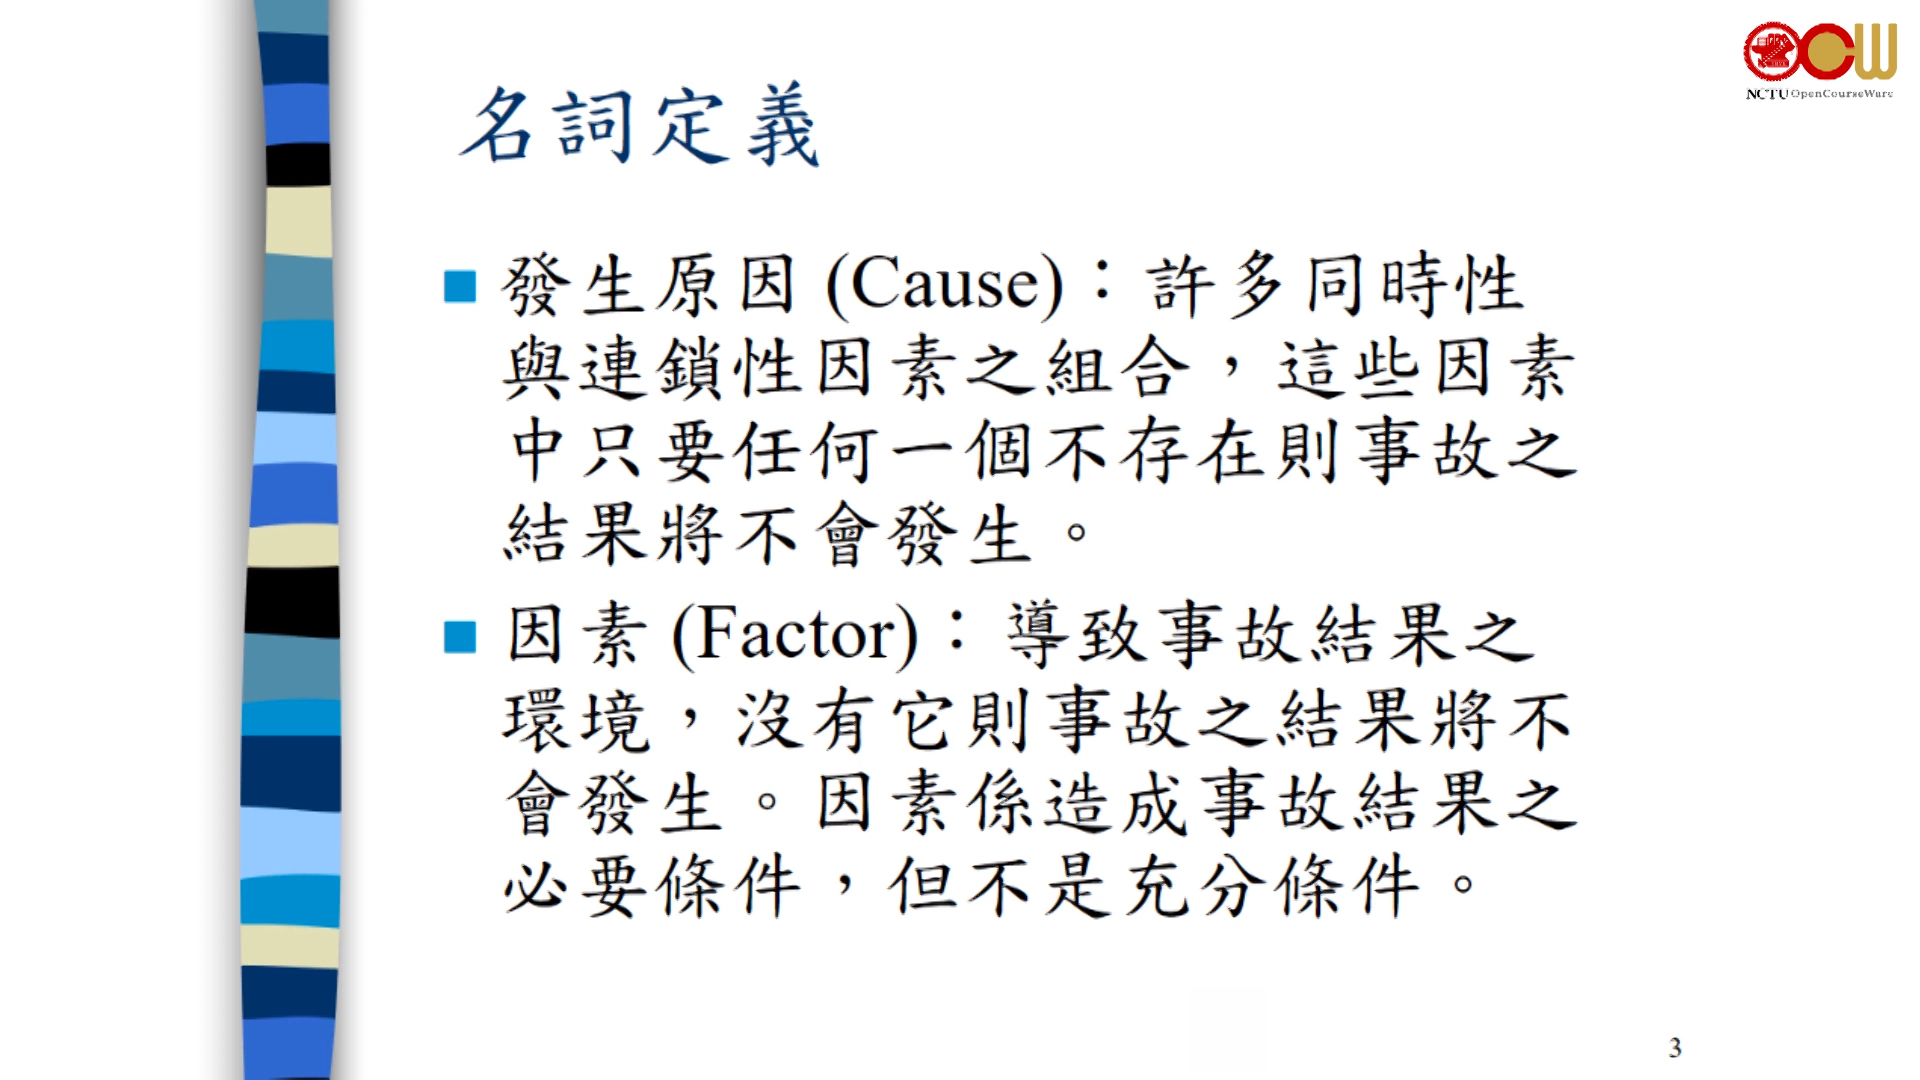 名詞定義
發生原因 (Cause)：許多同時性
與連鎖性因素之組合，這些因素
中只要任何一個不存在則事故之
結果將不會發生。
因素 (Factor)： 導致事故結果之
環境，沒有它則事故之結果將不
會發生。因素係造成事故結果之
必要條件，但不是充分條件。
OCW
NCTU OpenCourseWare
3